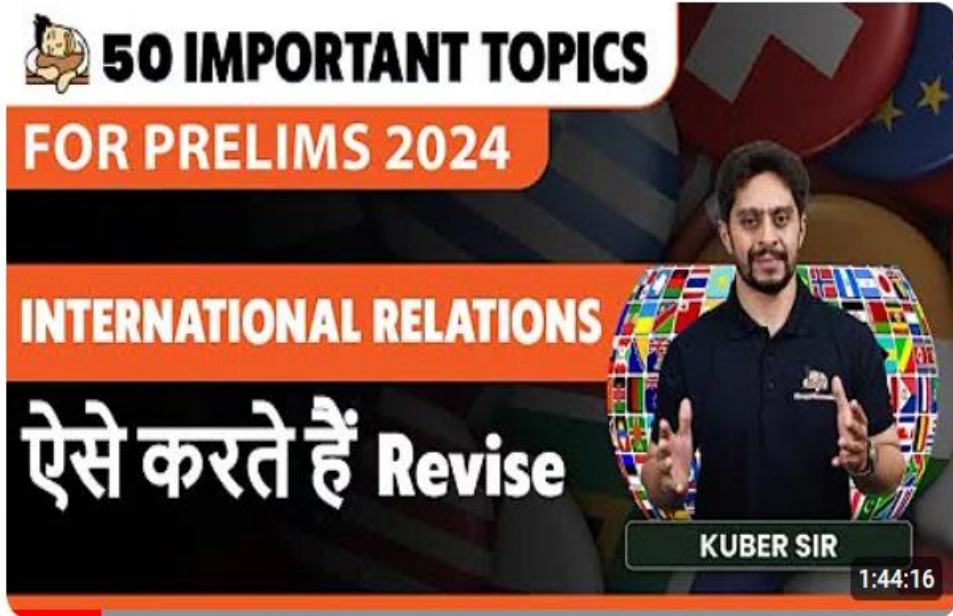 50 IMPORTANT TOPICS
FOR PRELIMS 2024
INTERNATIONAL RELATIONS
ऐसे करते हैं Revise
KUBER SIR
1:44:16